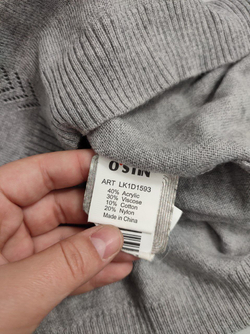 O'STIN
ART LK1D1593
40% Acrylic
30% Viscose
10% Cotton
20% Nylon
Made in China